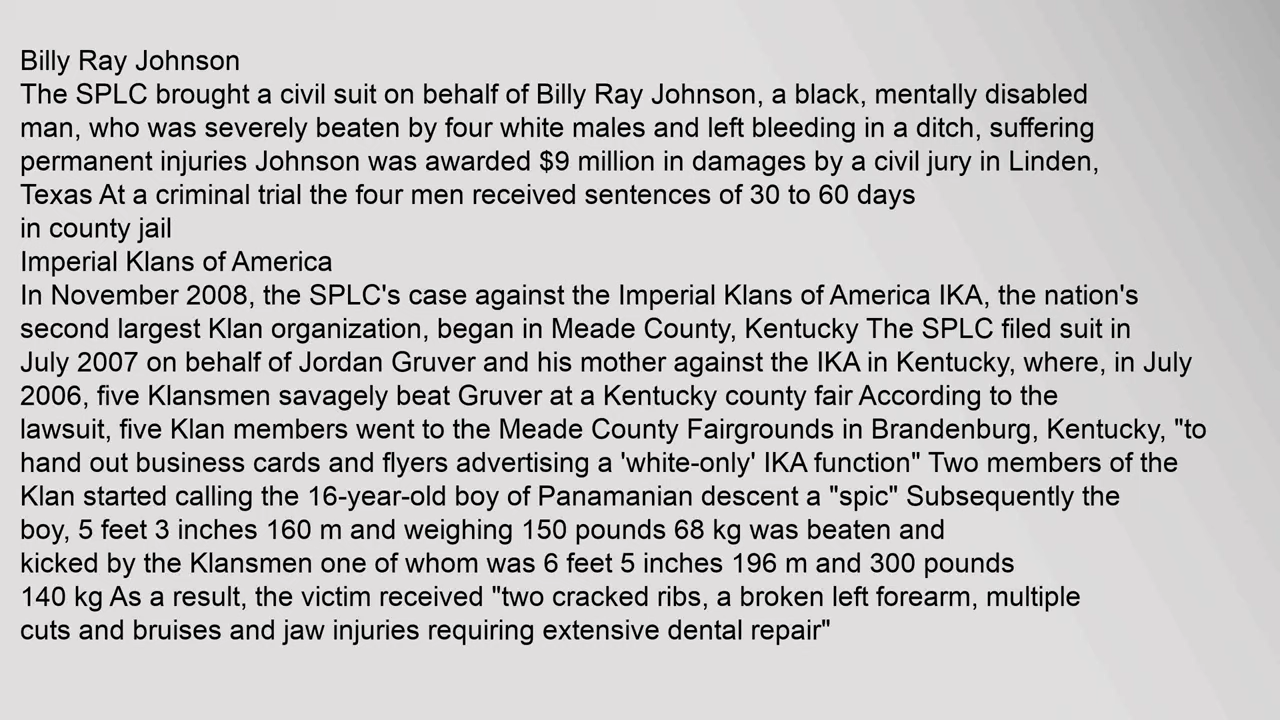 Billy Ray Johnson
The SPLC brought a civil suit on behalf of Billy Ray Johnson, a black, mentally disabled
man, who was severely beaten by four white males and left bleeding in a ditch, suffering
permanent injuries Johnson was awarded $9 million in damages by a civil jury in Linden,
Texas At a criminal trial the four men received sentences of 30 to 60 days
in county jail
Imperial Klans of America
In November 2008, the SPLC's case against the Imperial Klans of America IKA, the nation's
second largest Klan organization, began in Meade County, Kentucky The SPLC filed suit in
July 2007 on behalf of Jordan Gruver and his mother against the IKA in Kentucky, where, in July
2006, five Klansmen savagely beat Gruver at a Kentucky county fair According to the
lawsuit, five Klan members went to the Meade County Fairgrounds in Brandenburg, Kentucky, "to
hand out business cards and flyers advertising a 'white-only' IKA function" Two members of the
Klan started calling the 16-year-old boy of Panamanian descent a "spic" Subsequently the
boy, 5 feet 3 inches 160 m and weighing 150 pounds 68 kg was beaten and
kicked by the Klansmen one of whom was 6 feet 5 inches 196 m and 300 pounds
140 kg As a result, the victim received "two cracked ribs, a broken left forearm, multiple
cuts and bruises and jaw injuries requiring extensive dental repair"